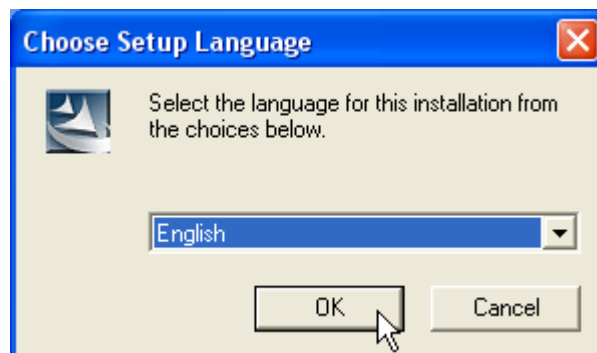 Choose Setup Language
Select the language for this installation from
the choices below.
English
OK
Cancel